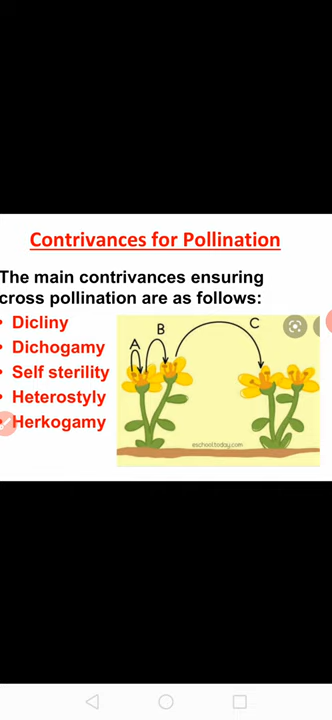 Contrivances for Pollination
The main contrivances ensuring
cross pollination are as follows:
• Dicliny
• Dichogamy
• Self sterility
• Heterostyly
• Herkogamy
A
B
C
eschooltoday.com